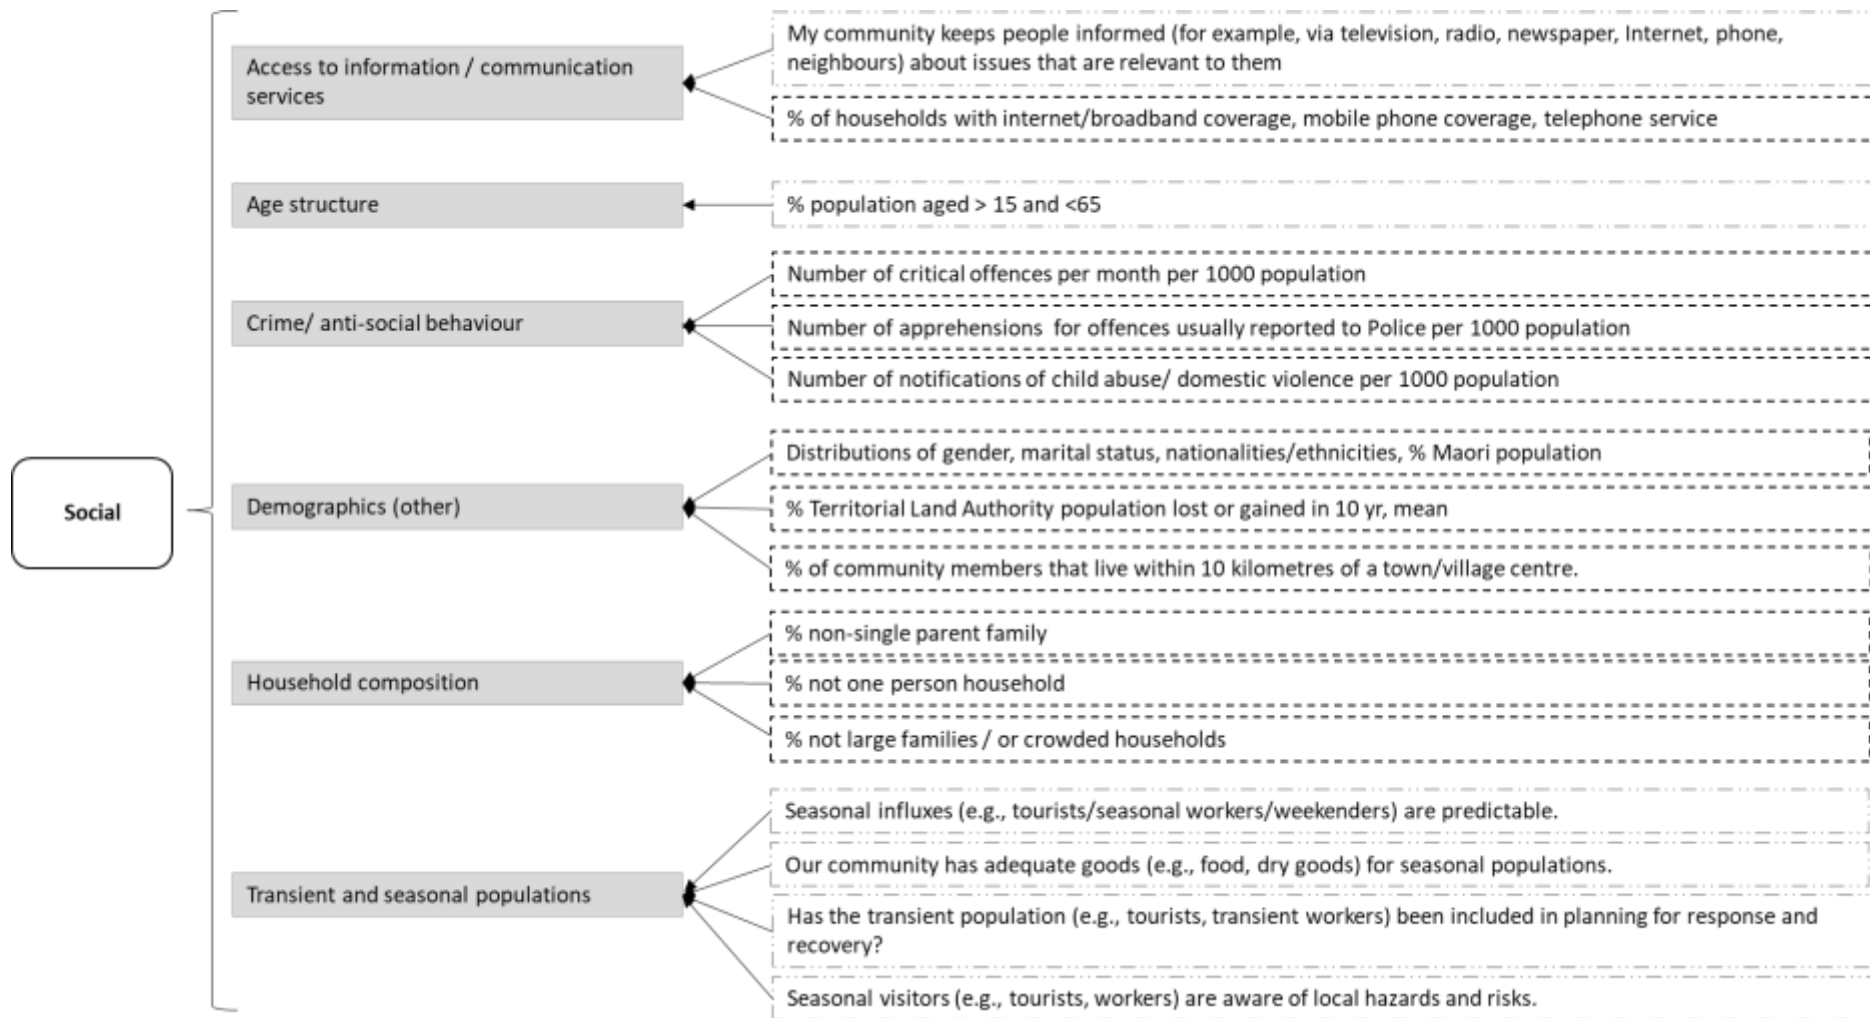 Social
Access to information / communication
services
My community keeps people informed (for example, via television, radio, newspaper, Internet, phone,
neighbours) about issues that are relevant to them
% of households with internet/broadband coverage, mobile phone coverage, telephone service
Age structure
% population aged > 15 and <65
Crime/ anti-social behaviour
Number of critical offences per month per 1000 population
Number of apprehensions for offences usually reported to Police per 1000 population
Number of notifications of child abuse/ domestic violence per 1000 population
Demographics (other)
Distributions of gender, marital status, nationalities/ethnicities, % Maori population
% Territorial Land Authority population lost or gained in 10 yr, mean
% of community members that live within 10 kilometres of a town/village centre.
Household composition
% non-single parent family
% not one person household
% not large families / or crowded households
Transient and seasonal populations
Seasonal influxes (e.g., tourists/seasonal workers/weekenders) are predictable.
Our community has adequate goods (e.g., food, dry goods) for seasonal populations.
Has the transient population (e.g., tourists, transient workers) been included in planning for response and
recovery?
Seasonal visitors (e.g., tourists, workers) are aware of local hazards and risks.